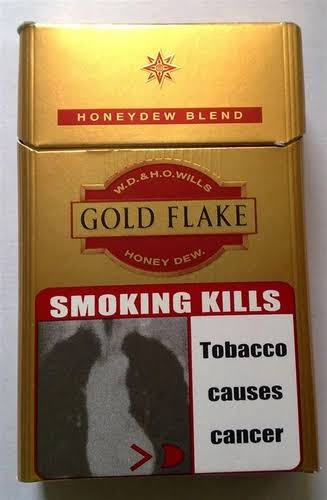 HONEYDEW BLEND
W.D. & H.O. WILLS
GOLD FLAKE
HONEY DEW.
SMOKING KILLS
Tobacco
causes
cancer